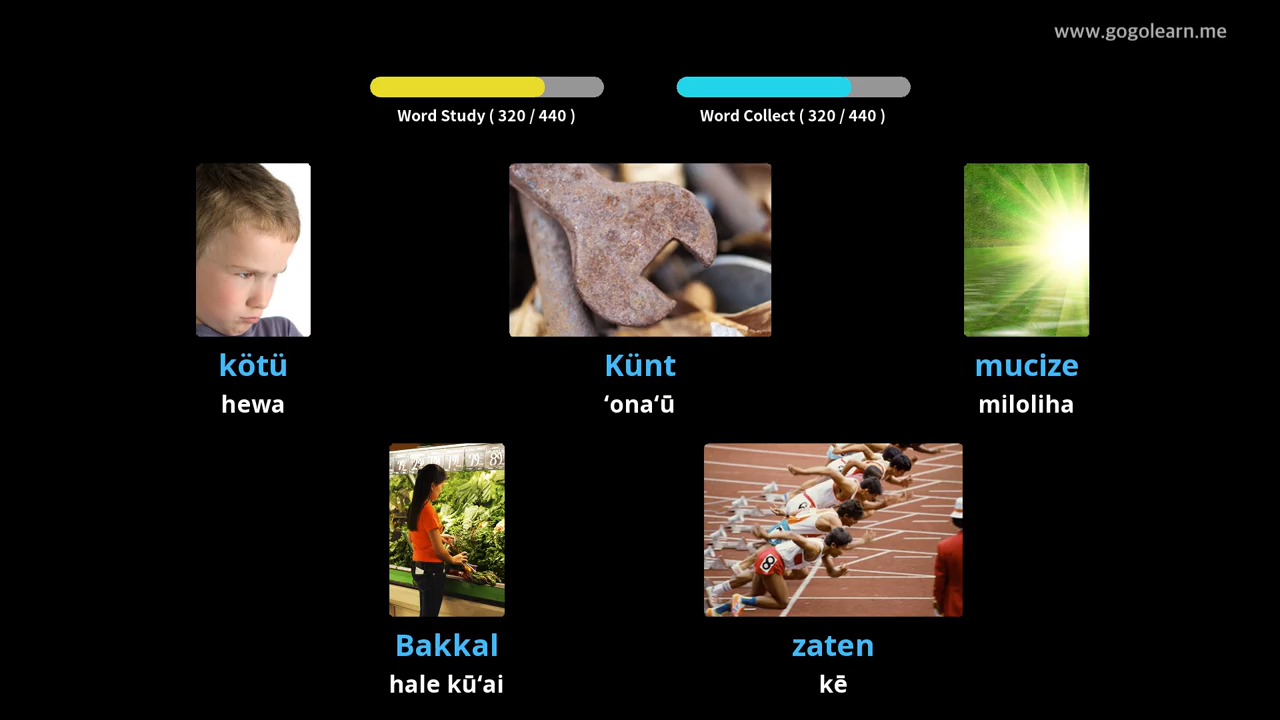 www.gogolearn.me
Word Study ( 320 / 440 )
Word Collect ( 320 / 440 )
kötü
hewa
Künt
ʻonaʻū
mucize
miloliha
Bakkal
hale kūʻai
zaten
kē